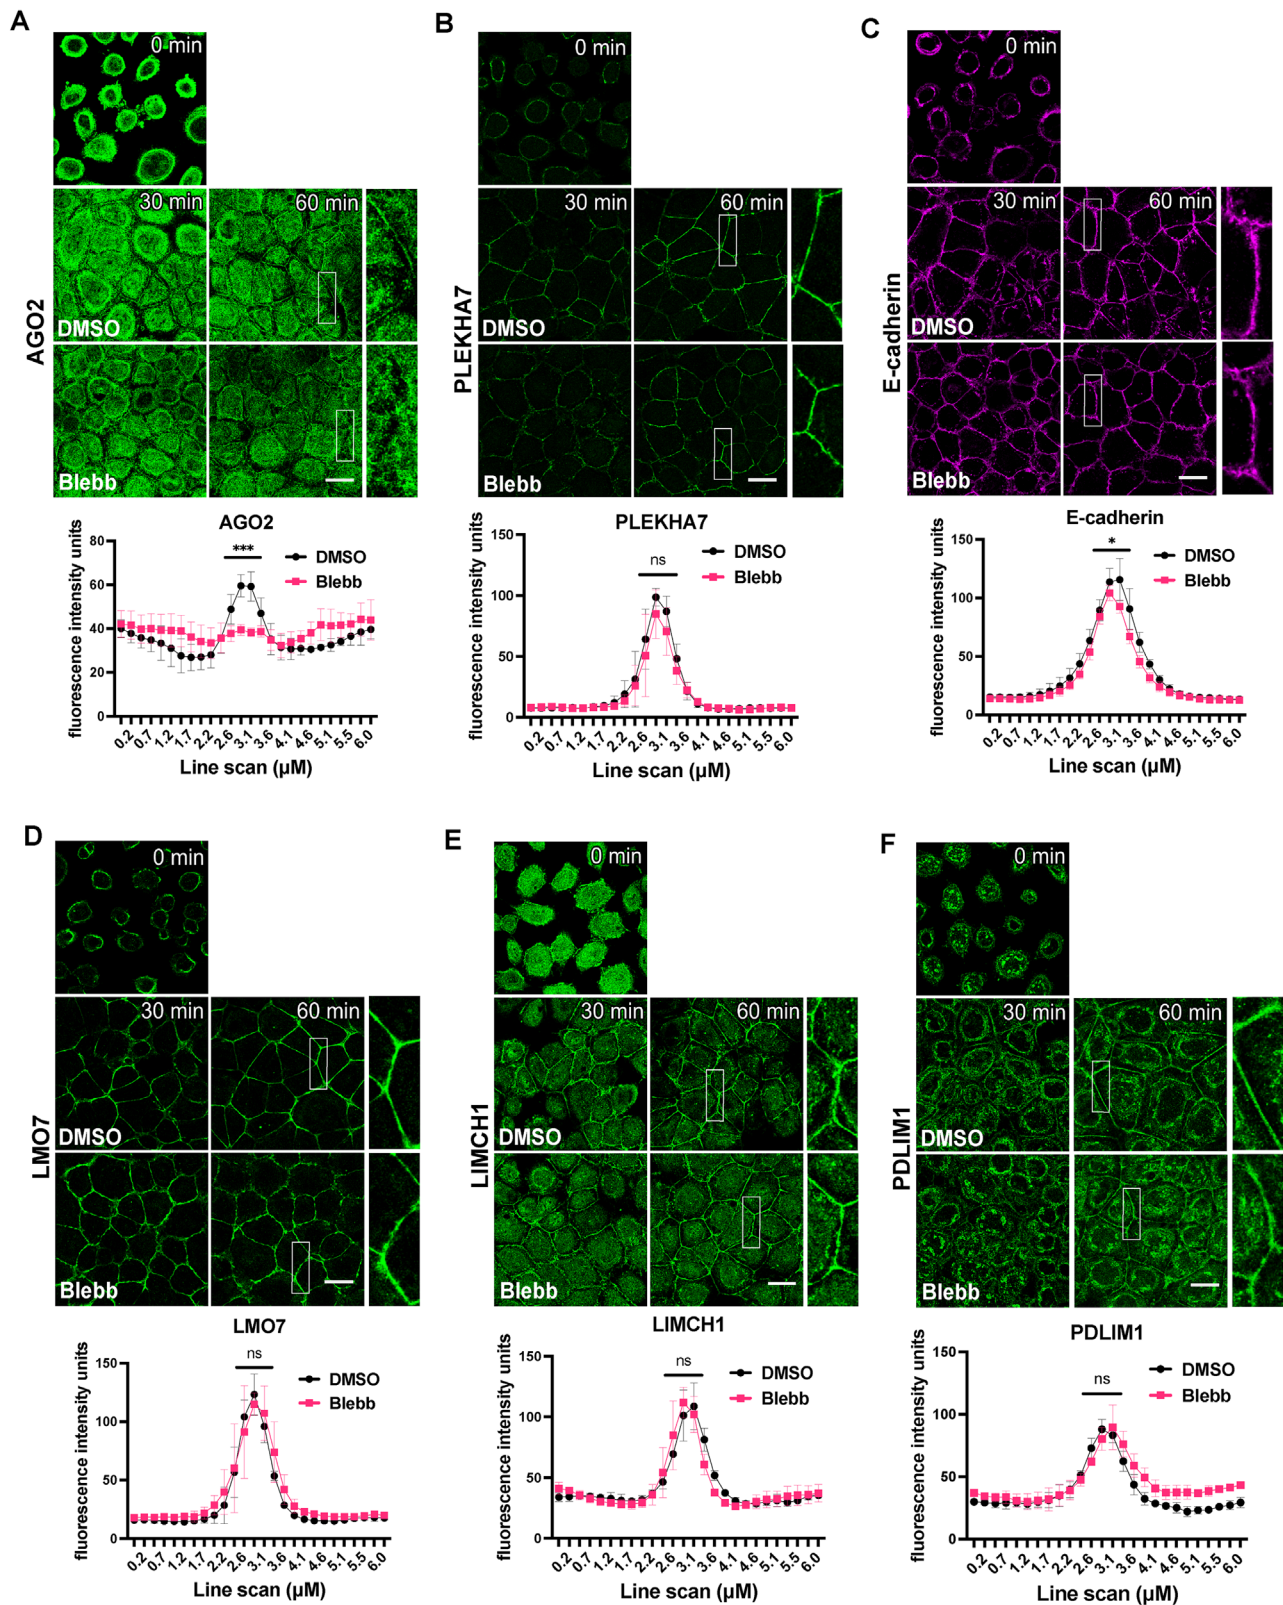 A
0 min
30 min
60 min
DMSO
Blebb
AGO2
AGO2
fluorescence intensity units
80
60
40
20
0
***
DMSO
Blebb
0.2 0.7 1.2 1.7 2.2 2.6 3.1 3.6 4.1 4.6 5.1 5.5 6.0
Line scan (µM)
B
0 min
30 min
60 min
DMSO
Blebb
PLEKHA7
PLEKHA7
fluorescence intensity units
150
100
50
0
ns
DMSO
Blebb
0.2 0.7 1.2 1.7 2.2 2.6 3.1 3.6 4.1 4.6 5.1 5.5 6.0
Line scan (µM)
C
0 min
30 min
60 min
DMSO
Blebb
E-cadherin
E-cadherin
fluorescence intensity units
150
100
50
0
*
DMSO
Blebb
0.2 0.7 1.2 1.7 2.2 2.6 3.1 3.6 4.1 4.6 5.1 5.5 6.0
Line scan (µM)
D
0 min
30 min
60 min
DMSO
Blebb
LMO7
LMO7
fluorescence intensity units
150
100
50
0
ns
DMSO
Blebb
0.2 0.7 1.2 1.7 2.2 2.6 3.1 3.6 4.1 4.6 5.1 5.5 6.0
Line scan (µM)
E
0 min
30 min
60 min
DMSO
Blebb
LIMCH1
LIMCH1
fluorescence intensity units
150
100
50
0
ns
DMSO
Blebb
0.2 0.7 1.2 1.7 2.2 2.6 3.1 3.6 4.1 4.6 5.1 5.5 6.0
Line scan (µM)
F
0 min
30 min
60 min
DMSO
Blebb
PDLIM1
PDLIM1
fluorescence intensity units
150
100
50
0
ns
DMSO
Blebb
0.2 0.7 1.2 1.7 2.2 2.6 3.1 3.6 4.1 4.6 5.1 5.5 6.0
Line scan (µM)